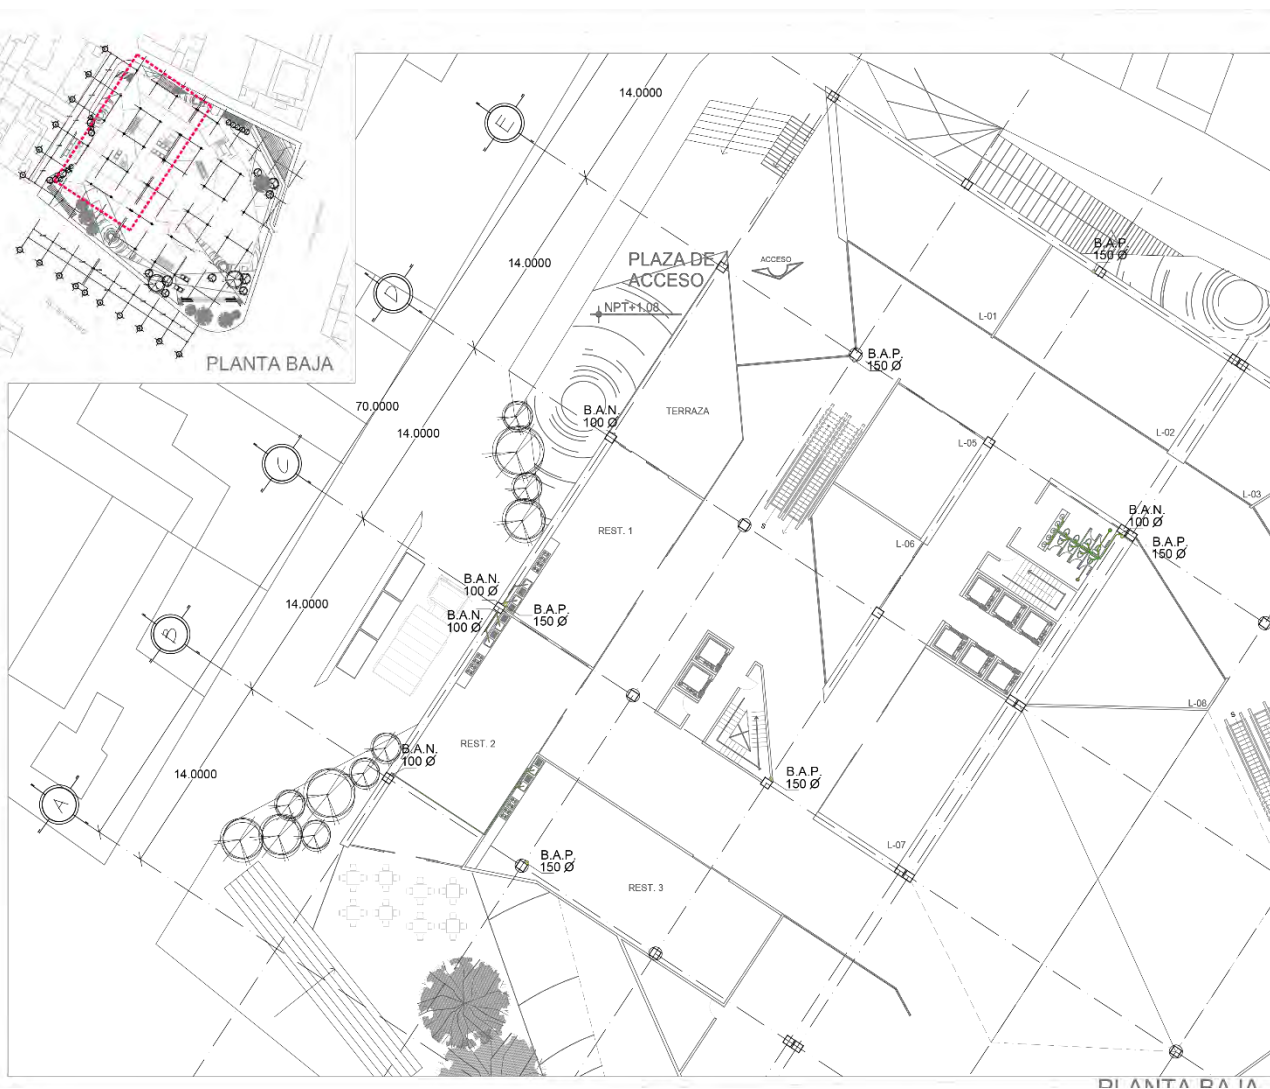 14.0000
E
B.A.P.
150 Ø
PLAZA DE
ACCESO
ACCESO
14.0000
D
NPT+1.08
L-01
PLANTA BAJA
B.A.P.
150 Ø
70.0000
B.A.N.
100 Ø
TERRAZA
14.0000
L-02
L-05
C
L-03
B.A.N.
100 Ø
S
REST. 1
L-06
B.A.P.
150 Ø
B.A.N.
100 Ø
14.0000
B.A.N.
100 Ø
B.A.P.
150 Ø
B
L-08
S
REST. 2
B.A.N.
100 Ø
14.0000
B.A.P.
150 Ø
A
L-07
B.A.P.
150 Ø
REST. 3
PLANTA BAJA